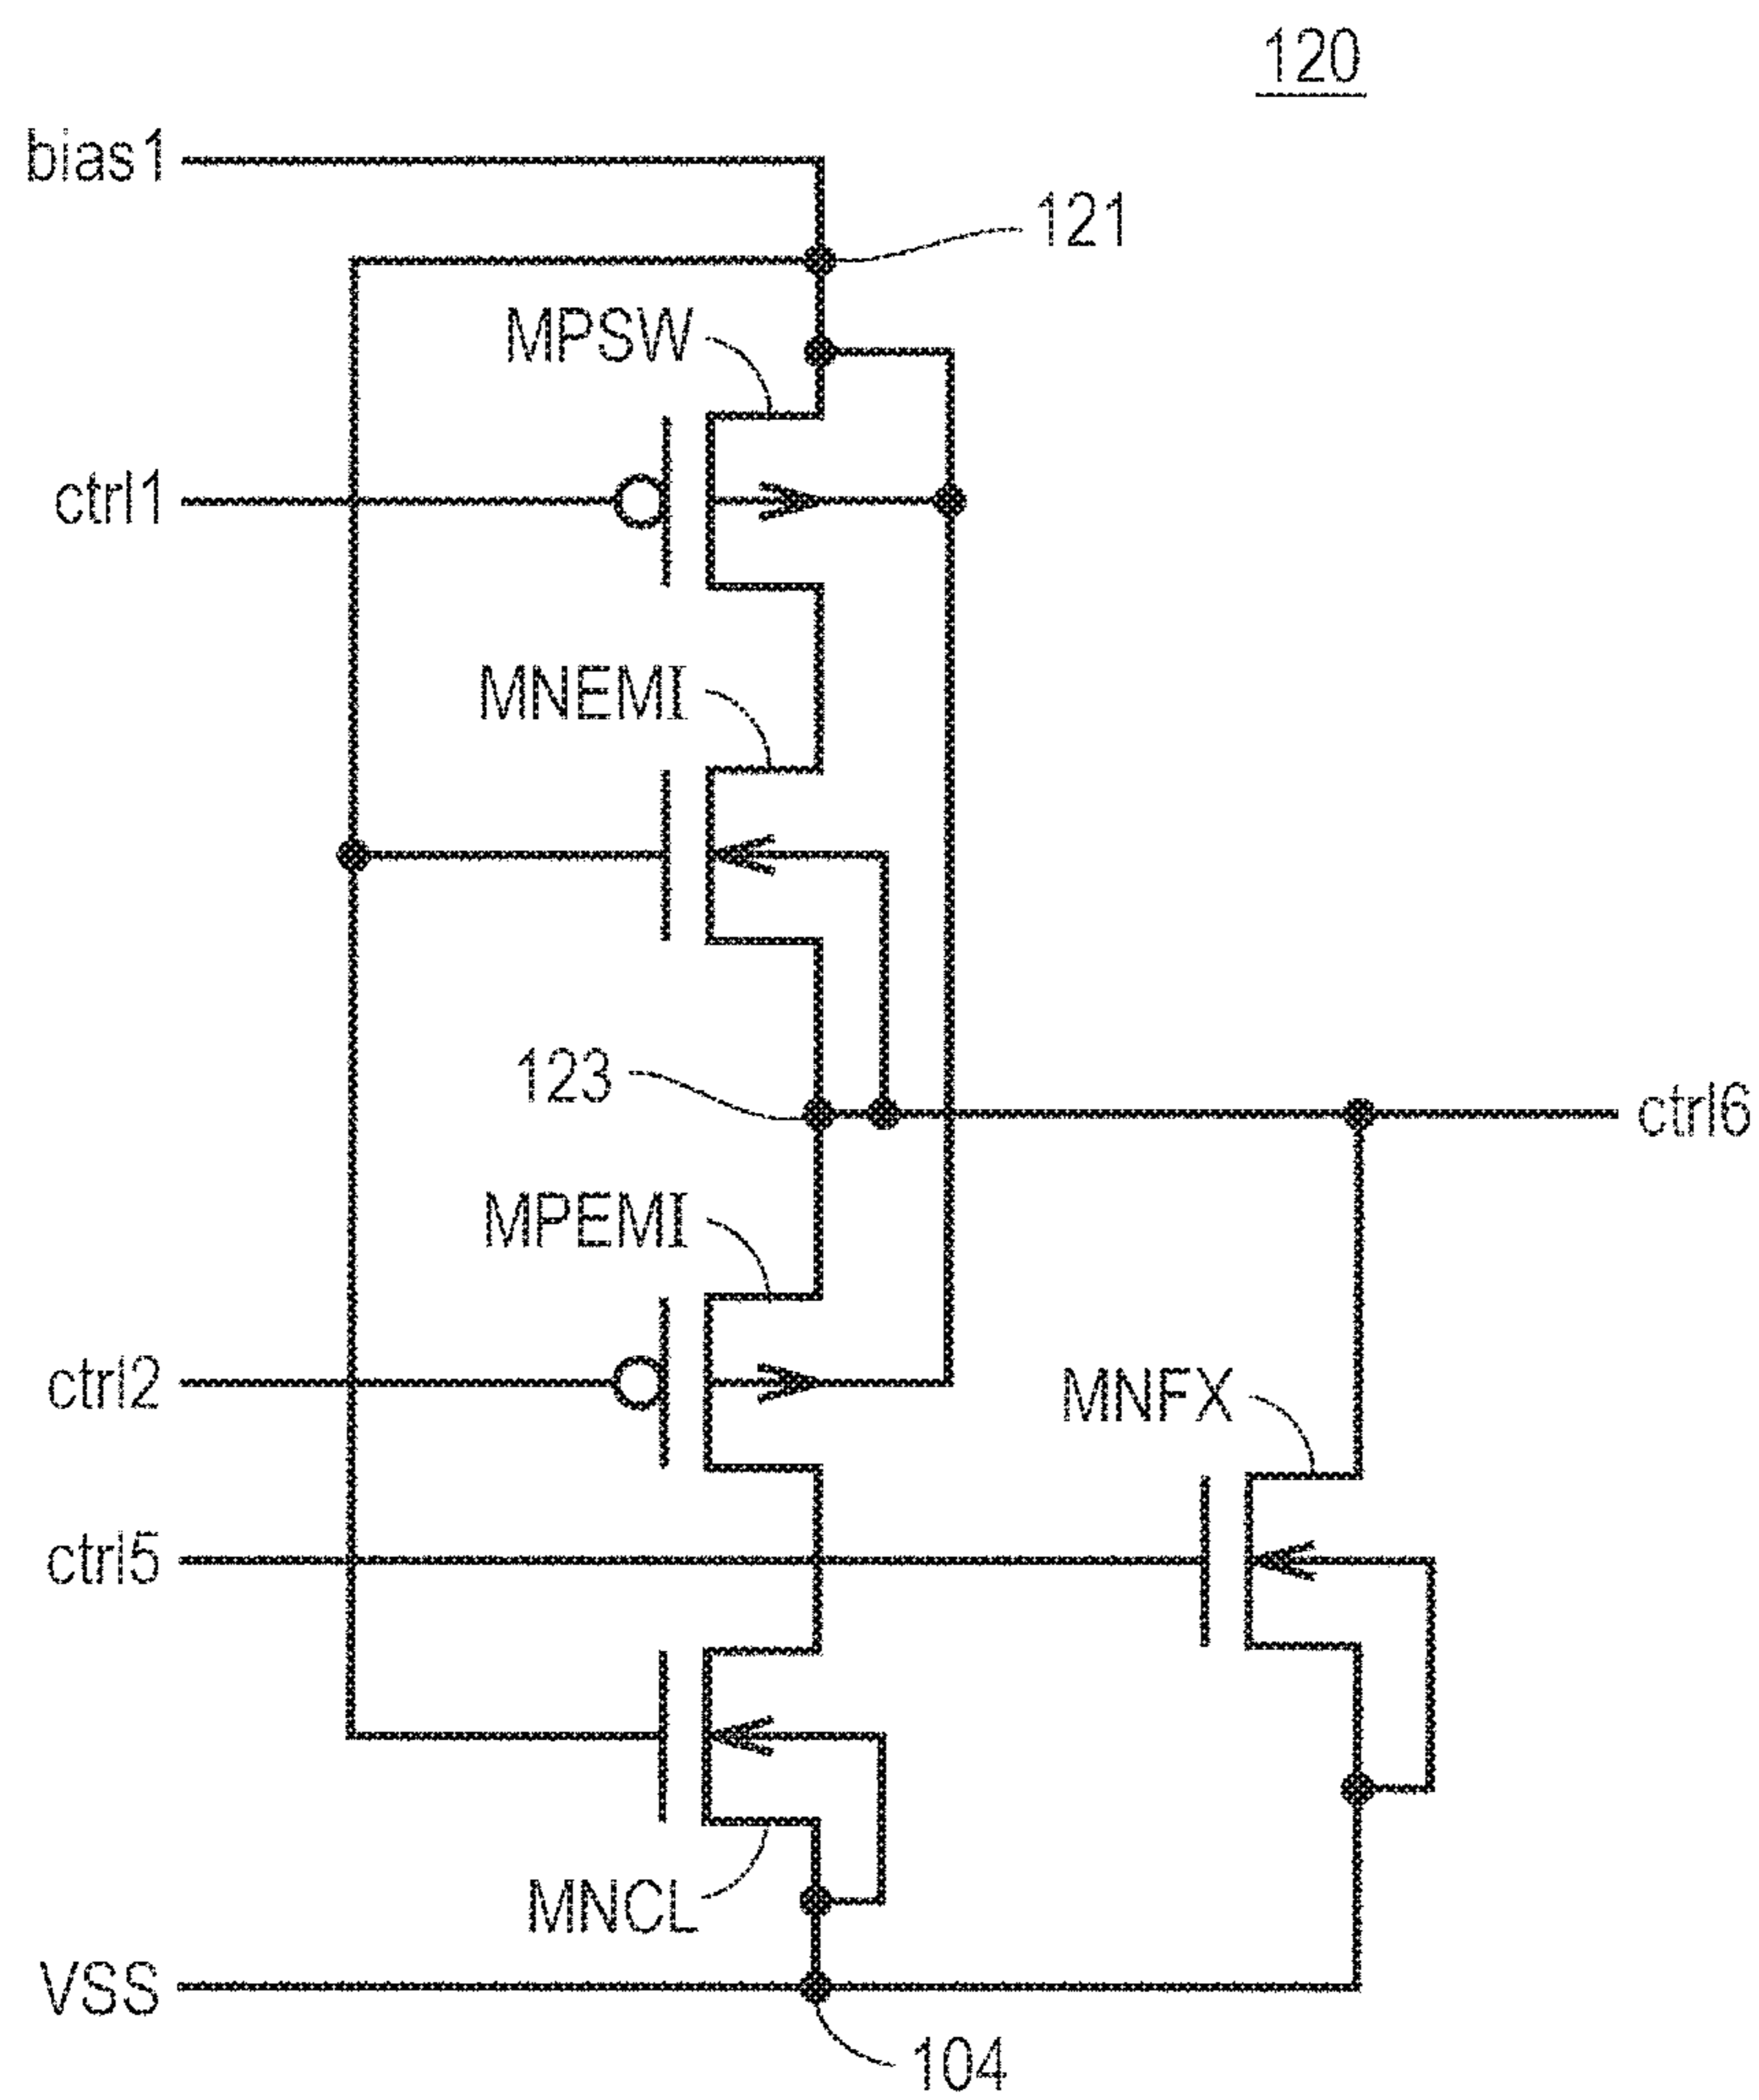 120
bias1
121
MPSW
ctrl1
MNEMI
123
ctrl6
MPEMI
ctrl2
MNFX
ctrl5
MNCL
VSS
104